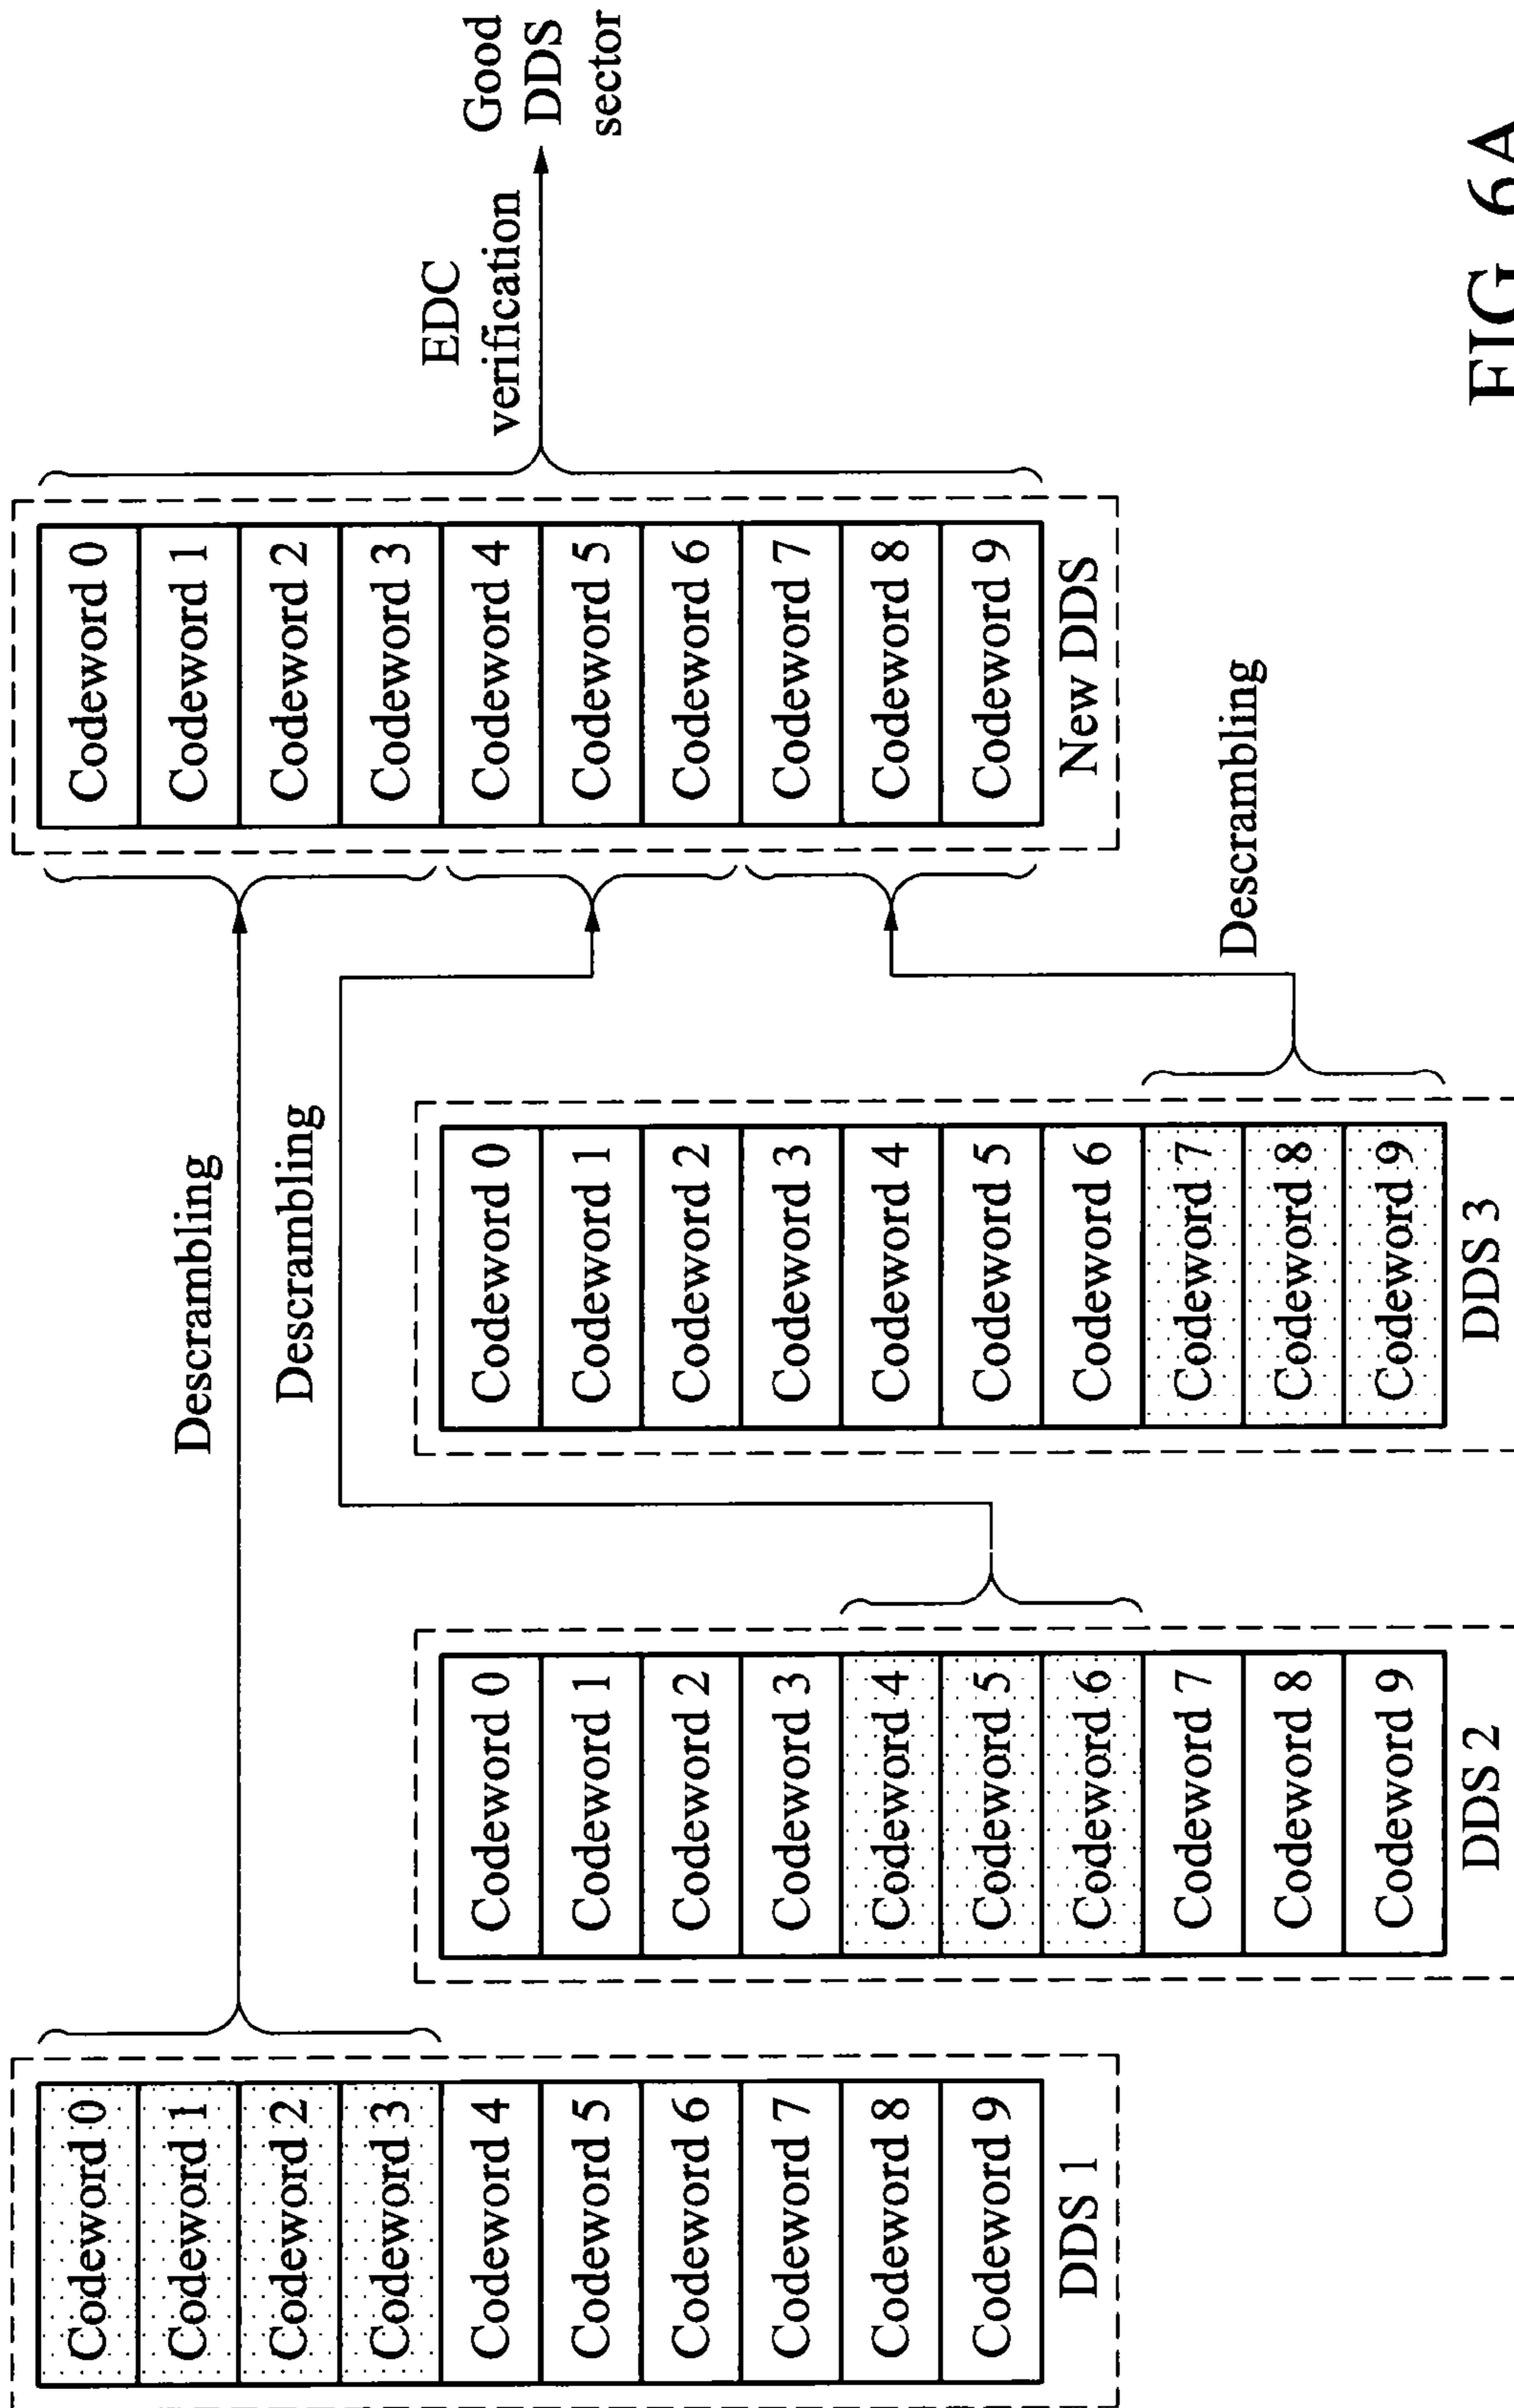 Codeword 0
Codeword 1
Codeword 2
Codeword 3
Codeword 4
Codeword 5
Codeword 6
Codeword 7
Codeword 8
Codeword 9
DDS 1
Descrambling
Descrambling
Codeword 0
Codeword 1
Codeword 2
Codeword 3
Codeword 4
Codeword 5
Codeword 6
Codeword 7
Codeword 8
Codeword 9
DDS 2
Codeword 0
Codeword 1
Codeword 2
Codeword 3
Codeword 4
Codeword 5
Codeword 6
Codeword 7
Codeword 8
Codeword 9
DDS 3
Descrambling
Codeword 0
Codeword 1
Codeword 2
Codeword 3
Codeword 4
Codeword 5
Codeword 6
Codeword 7
Codeword 8
Codeword 9
New DDS
EDC
verification
Good
DDS
sector
FIG. 6A